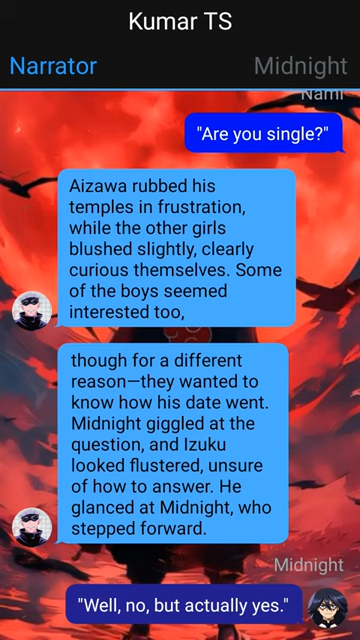 Kumar TS
Narrator
Midnight
Nami
"Are you single?"
Aizawa rubbed his
temples in frustration,
while the other girls
blushed slightly, clearly
curious themselves. Some
of the boys seemed
interested too,
though for a different
reason—they wanted to
know how his date went.
Midnight giggled at the
question, and Izuku
looked flustered, unsure
of how to answer. He
glanced at Midnight, who
stepped forward.
Midnight
"Well, no, but actually yes."